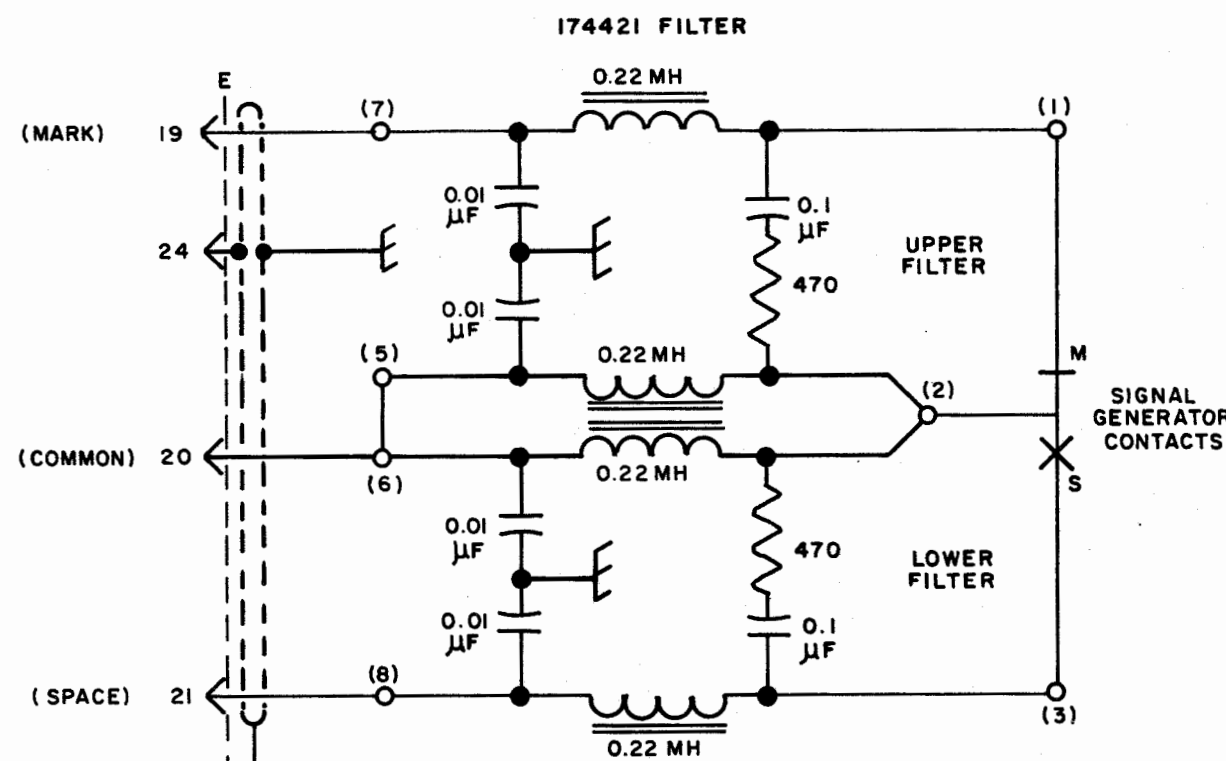 174421 FILTER
E
0.22 MH
(MARK) 19
(7)
(1)
0.01
µF
0.1
µF
24
UPPER
FILTER
470
0.01
µF
(5)
0.22 MH
M
(2)
SIGNAL
GENERATOR
CONTACTS
(COMMON) 20
(6)
0.22 MH
S
0.01
µF
470
LOWER
FILTER
0.01
µF
0.1
µF
(SPACE) 21
(8)
(3)
0.22 MH